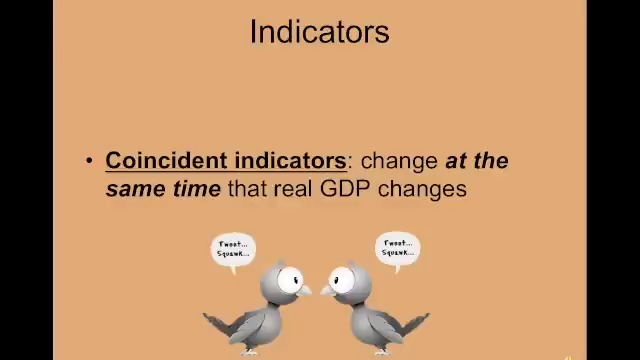 Indicators
• Coincident indicators: change at the
same time that real GDP changes
Tweet...
Squawk...
Tweet...
Squawk...